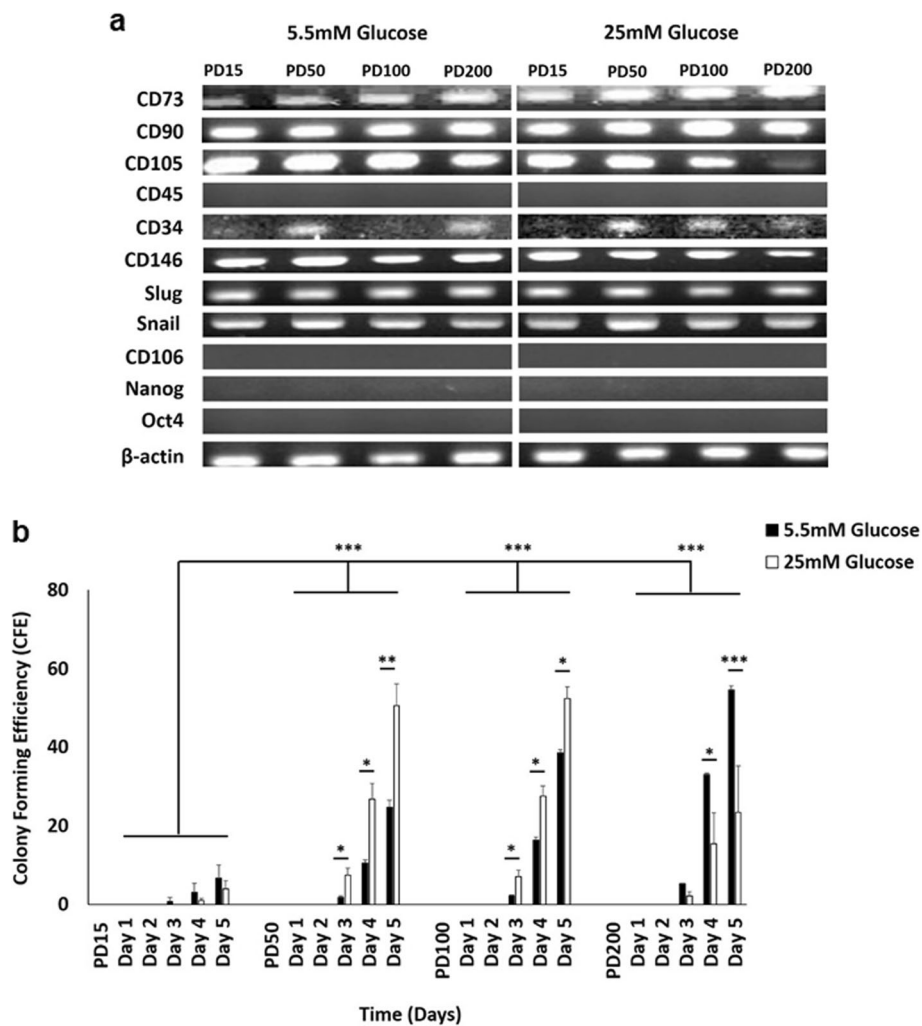 a
5.5mM Glucose 25mM Glucose
PD15 PD50 PD100 PD200 PD15 PD50 PD100 PD200
CD73
CD90
CD105
CD45
CD34
CD146
Slug
Snail
CD106
Nanog
Oct4
β-actin
b
5.5mM Glucose
25mM Glucose
*** *** ***
80
60
40
20
0
** * ***
* * *
* *
Colony Forming Efficiency (CFE)
PD15 Day 1 Day 2 Day 3 Day 4 Day 5 PD50 Day 1 Day 2 Day 3 Day 4 Day 5 PD100 Day 1 Day 2 Day 3 Day 4 Day 5 PD200 Day 1 Day 2 Day 3 Day 4 Day 5
Time (Days)